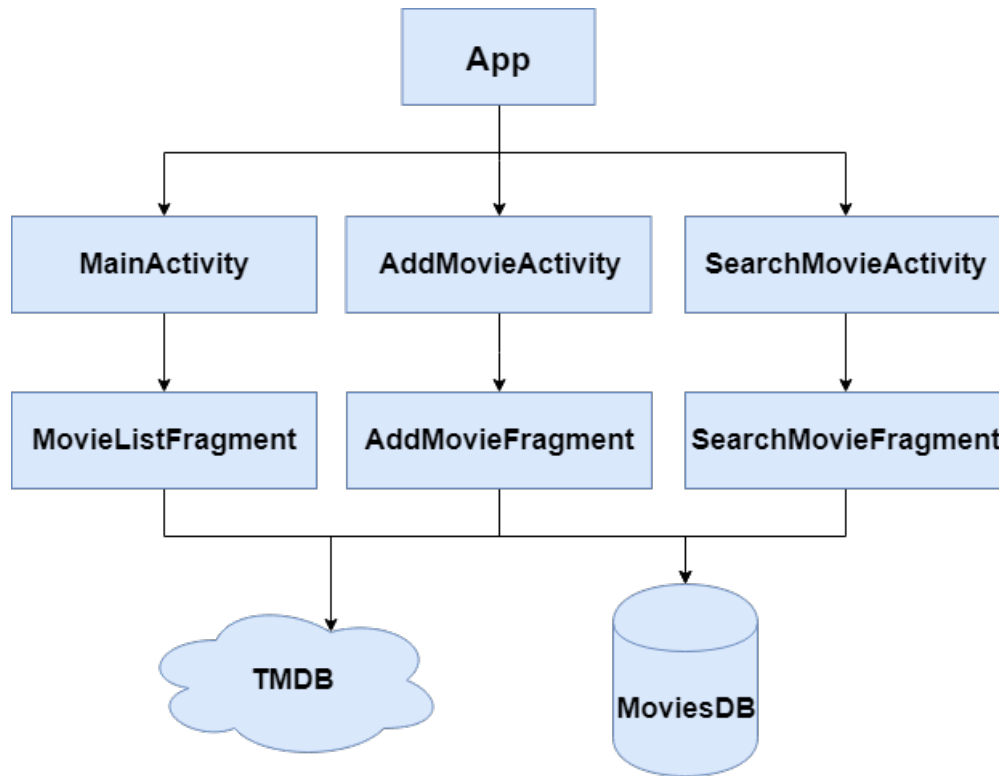 App
MainActivity
AddMovieActivity
SearchMovieActivity
MovieListFragment
AddMovieFragment
SearchMovieFragment
TMDB
MoviesDB